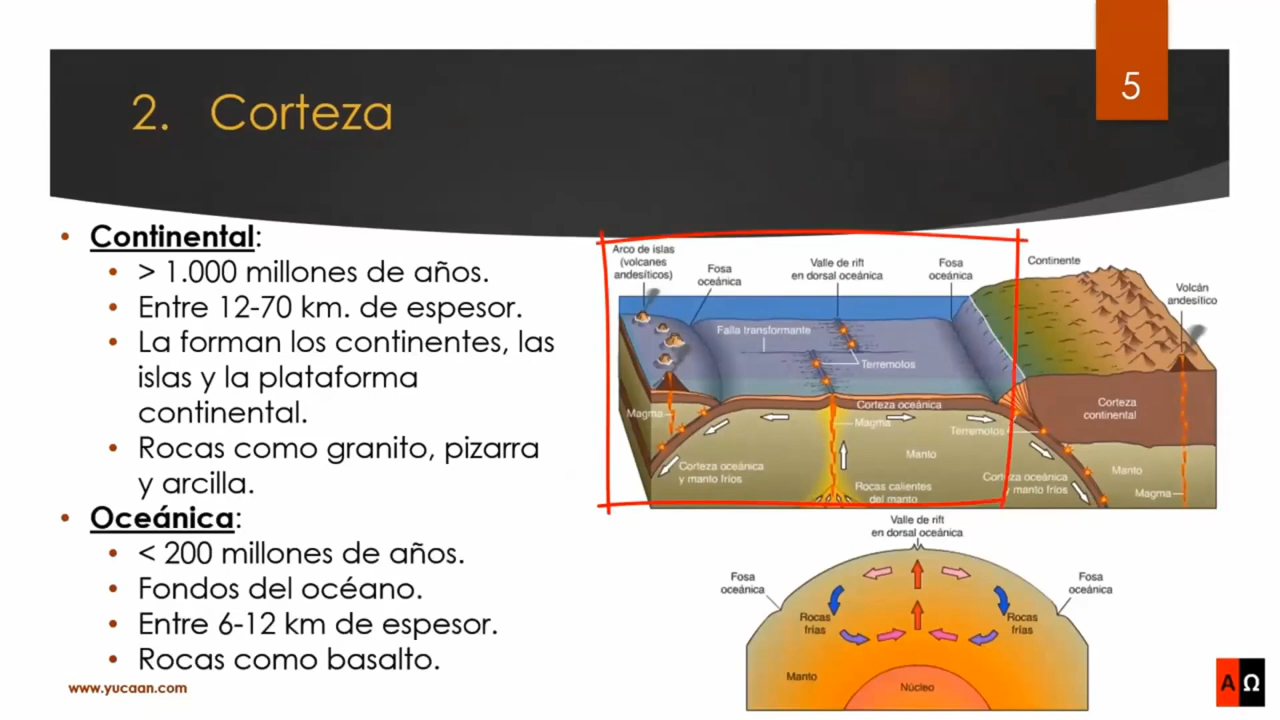 5
2. Corteza
• Continental:
• > 1.000 millones de años.
• Entre 12-70 km. de espesor.
• La forman los continentes, las
islas y la plataforma
continental.
• Rocas como granito, pizarra
y arcilla.
• Oceánica:
• < 200 millones de años.
• Fondos del océano.
• Entre 6-12 km de espesor.
• Rocas como basalto.
www.yucaan.com
Arco de islas
(volcanes
andesíticos)
Fosa
oceánica
Valle de rift
en dorsal oceánica
Fosa
oceánica
Continente
Volcán
andesítico
Falla transformante
Terremotos
Magma
Corteza oceánica
Magma
Terremotos
Corteza
continental
Corteza oceánica
y manto fríos
Manto
Rocas calientes
del manto
Corteza oceánica
y manto fríos
Manto
Magma
Valle de rift
en dorsal oceánica
Fosa
oceánica
Fosa
oceánica
Rocas
frías
Rocas
frías
Manto
Núcleo
A Ω